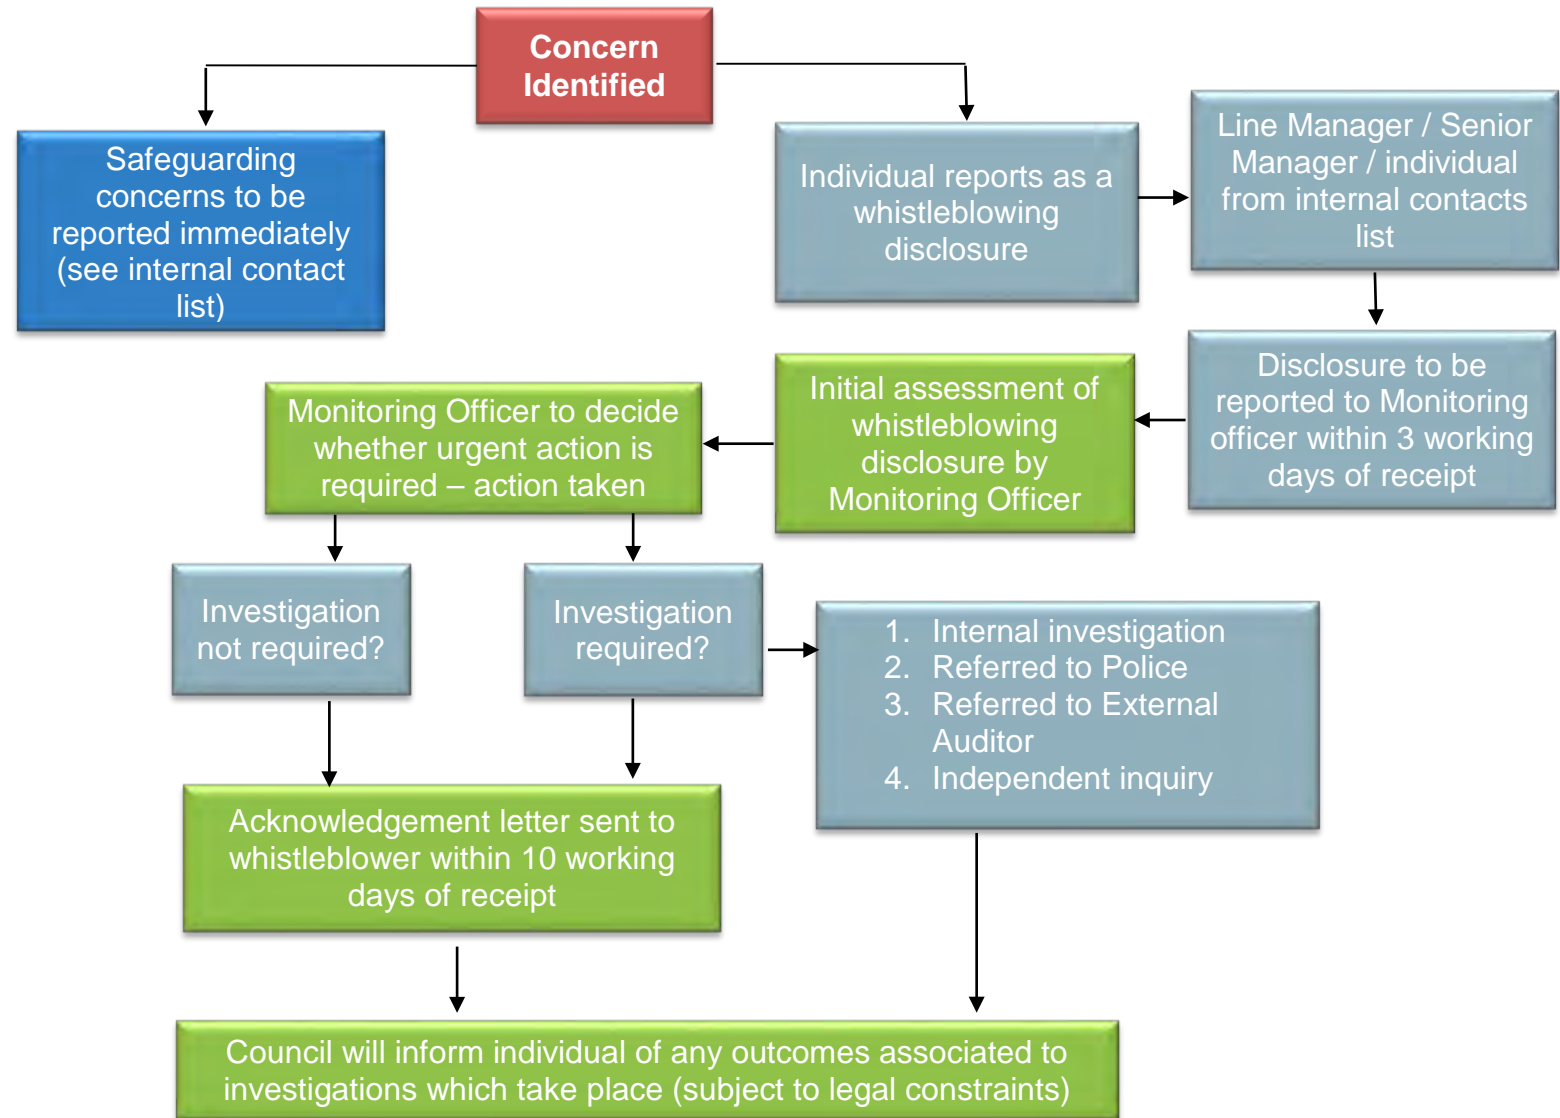 Concern
Identified
Safeguarding
concerns to be
reported immediately
(see internal contact
list)
Individual reports as a
whistleblowing
disclosure
Line Manager / Senior
Manager / individual
from internal contacts
list
Disclosure to be
reported to Monitoring
officer within 3 working
days of receipt
Initial assessment of
whistleblowing
disclosure by
Monitoring Officer
Monitoring Officer to decide
whether urgent action is
required – action taken
Investigation
not required?
Investigation
required?
1. Internal investigation
2. Referred to Police
3. Referred to External
Auditor
4. Independent inquiry
Acknowledgement letter sent to
whistleblower within 10 working
days of receipt
Council will inform individual of any outcomes associated to
investigations which take place (subject to legal constraints)